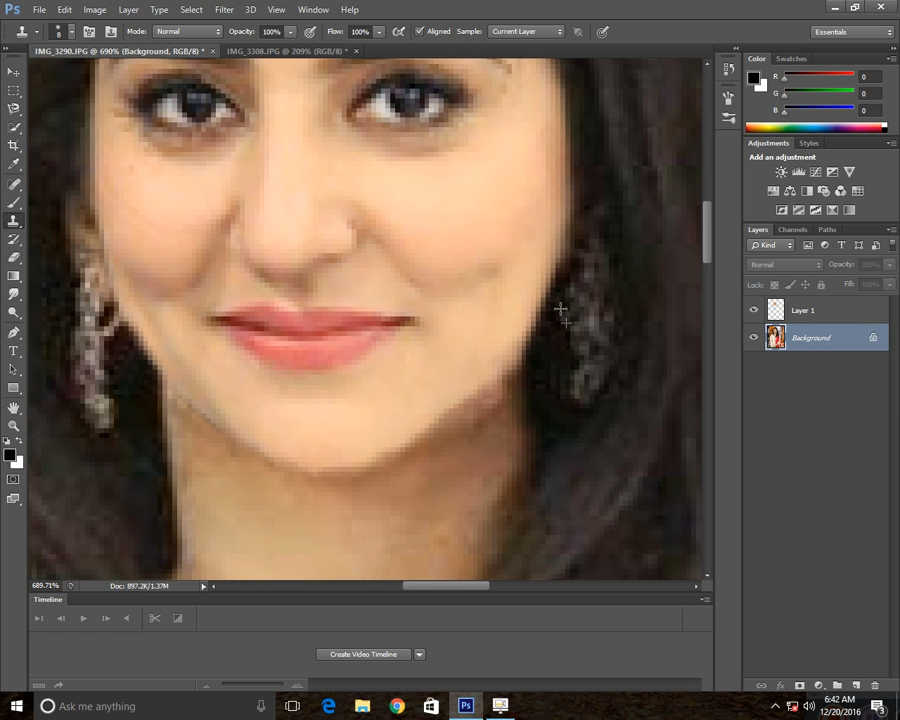 Ps File Edit Image Layer Type Select Filter 3D View Window Help
8 Mode: Normal Opacity: 100% Flow: 100% Aligned Sample: Current Layer Essentials
IMG_3290.JPG @ 690% (Background, RGB/8) * × IMG_3308.JPG @ 209% (RGB/8) * ×
Color Swatches
R 0
G 0
B 0
Adjustments Styles
Add an adjustment
Layers Channels Paths
Kind
Normal Opacity: 100%
Lock: Fill: 100%
Layer 1
Background
689.71% Doc: 897.2K/1.37M
Timeline
Create Video Timeline
Ask me anything
6:42 AM
12/20/2016
3